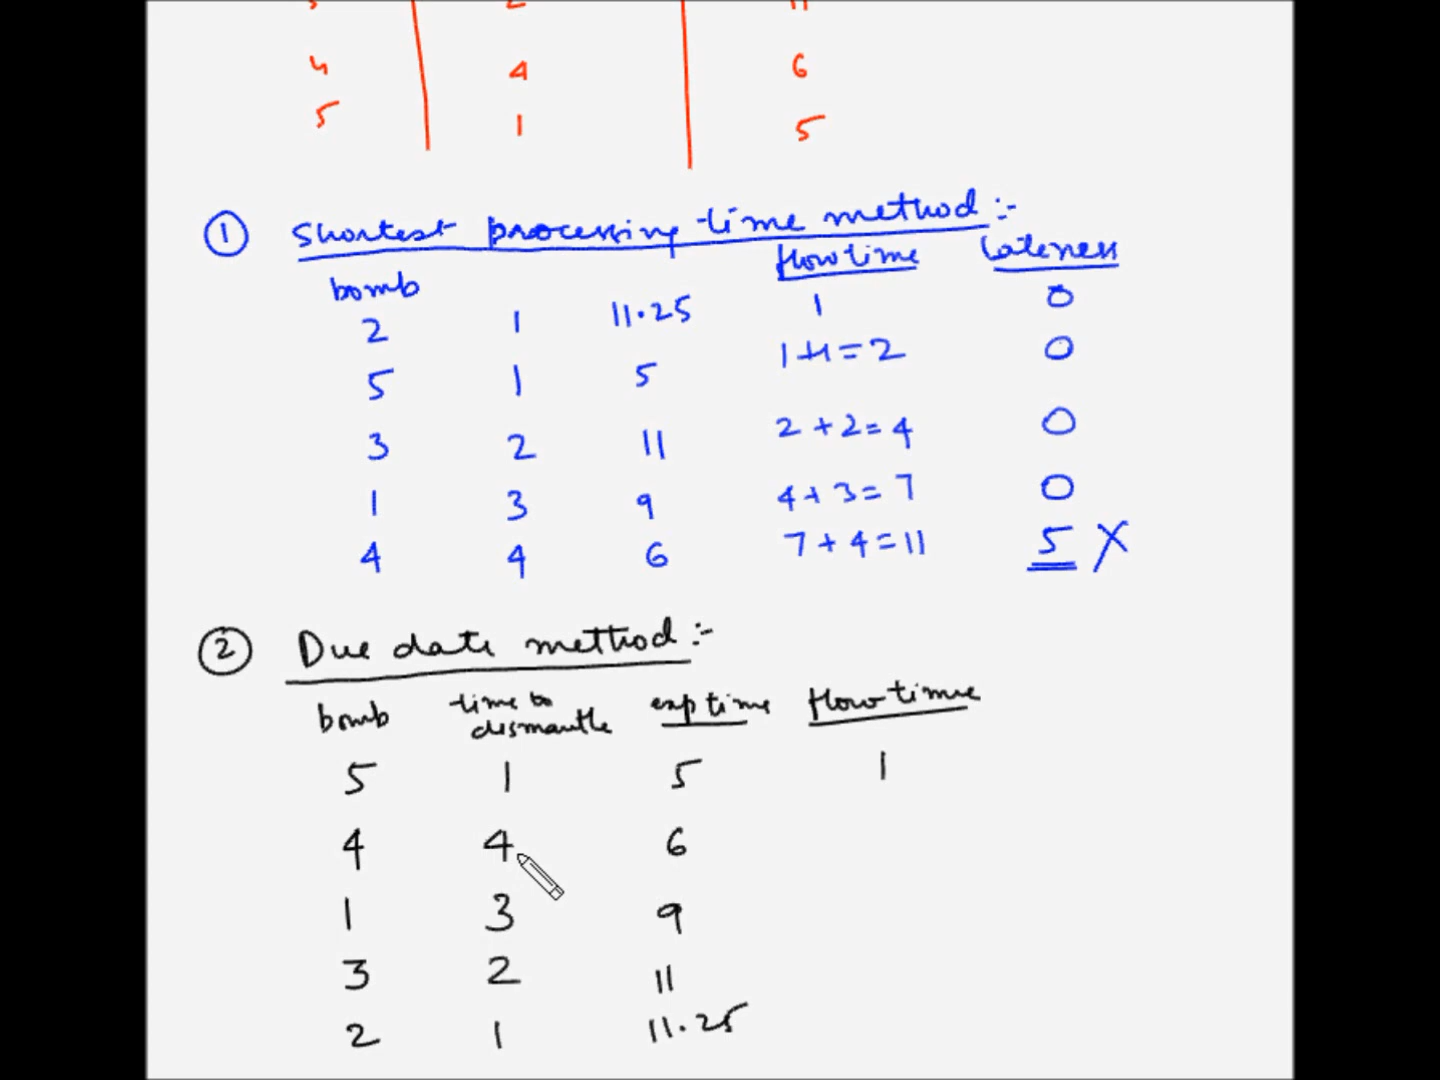 4 4 6
5 1 5
① Shortest processing time method :-
bomb flow time lateness
2 1 11.25 1 0
5 1 5 1+1=2 0
3 2 11 2+2=4 0
1 3 9 4+3=7 0
4 4 6 7+4=11 5 X
② Due date method :-
bomb time to dismantle exp time flow time
5 1 5 1
4 4 6
1 3 9
3 2 11
2 1 11.25